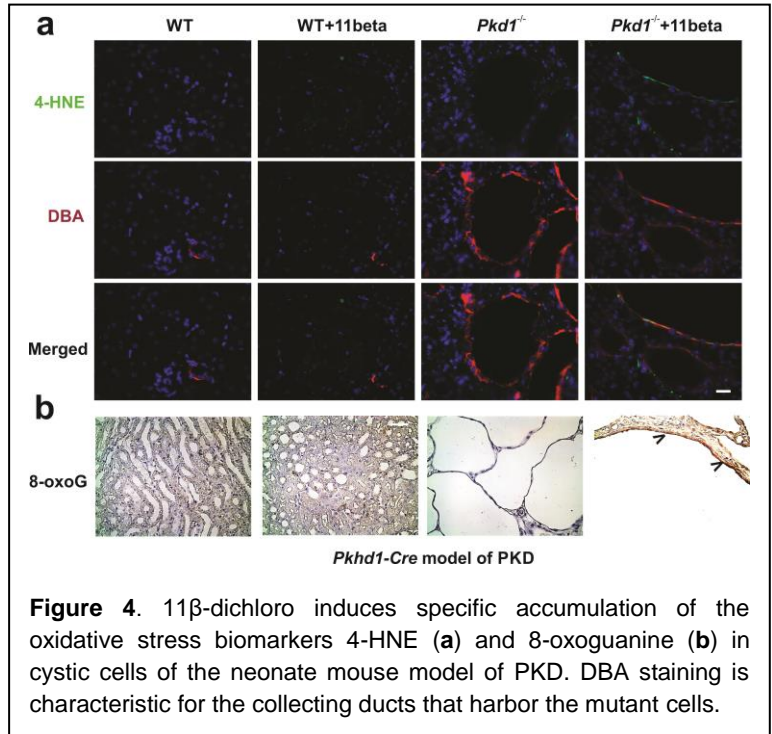 a
WT WT+11beta Pkd1-/- Pkd1-/-+11beta
4-HNE
DBA
Merged
b
8-oxoG
Pkhd1-Cre model of PKD
Figure 4. 11β-dichloro induces specific accumulation of the
oxidative stress biomarkers 4-HNE (a) and 8-oxoguanine (b) in
cystic cells of the neonate mouse model of PKD. DBA staining is
characteristic for the collecting ducts that harbor the mutant cells.